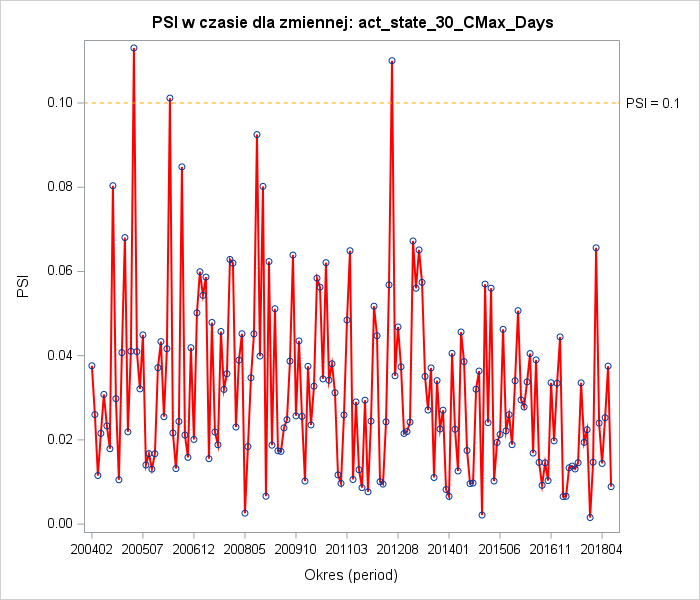 PSI w czasie dla zmiennej: act_state_30_CMax_Days
0.10
PSI = 0.1
0.08
0.06
PSI
0.04
0.02
0.00
200402 200507 200612 200805 200910 201103 201208 201401 201506 201611 201804
Okres (period)